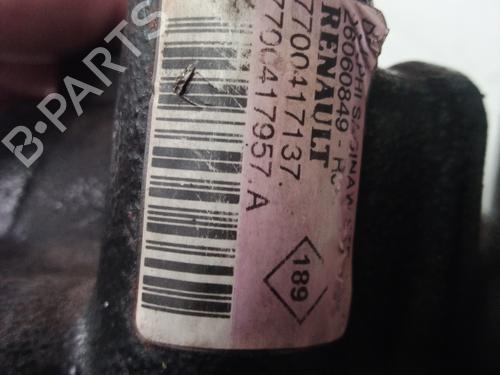 26060849 - H
RENAULT
7700417137.
7700417957.A
189
B-PARTS